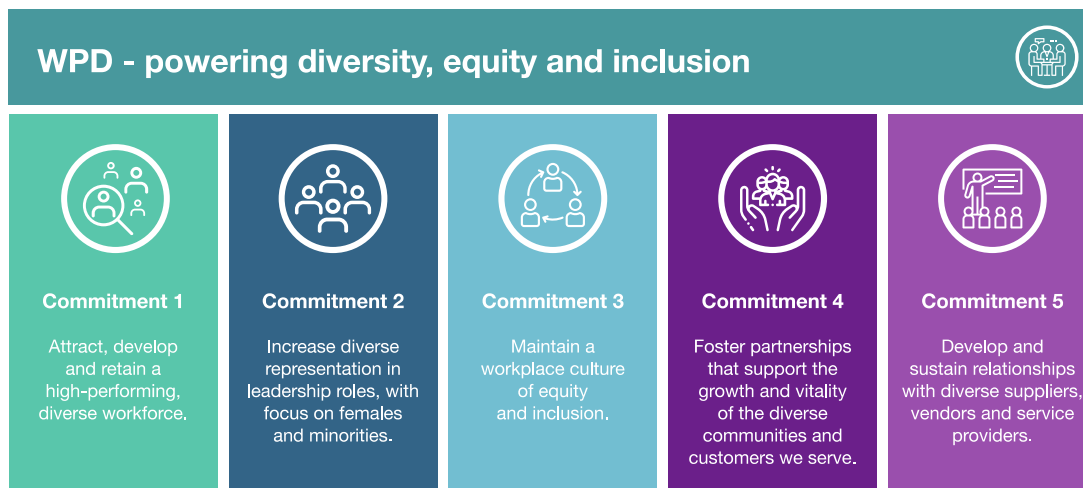 WPD - powering diversity, equity and inclusion
Commitment 1
Attract, develop
and retain a
high-performing,
diverse workforce.
Commitment 2
Increase diverse
representation in
leadership roles, with
focus on females
and minorities.
Commitment 3
Maintain a
workplace culture
of equity
and inclusion.
Commitment 4
Foster partnerships
that support the
growth and vitality
of the diverse
communities and
customers we serve.
Commitment 5
Develop and
sustain relationships
with diverse suppliers,
vendors and service
providers.